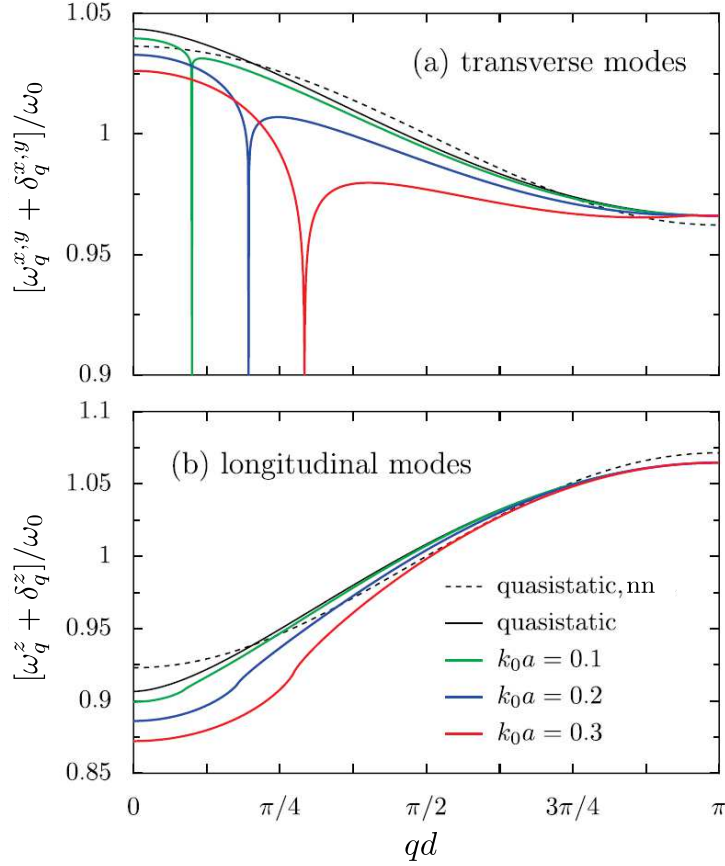 1.05
(a) transverse modes
1
0.95
0.9
[ω_q^{x,y} + δ_q^{x,y}]/ω_0
1.1
(b) longitudinal modes
1.05
1
0.95
0.9
0.85
[ω_q^z + δ_q^z]/ω_0
quasistatic, nn
quasistatic
k_0a = 0.1
k_0a = 0.2
k_0a = 0.3
0 π/4 π/2 3π/4 π
qd